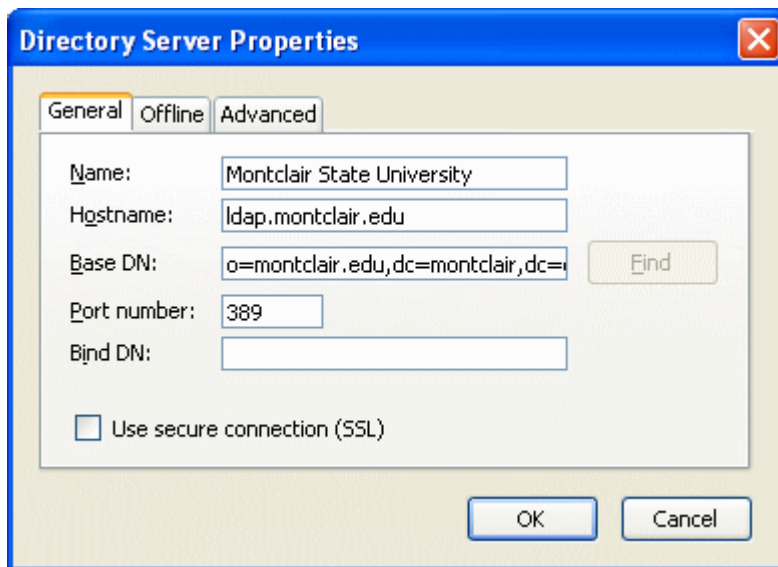 Directory Server Properties
General Offline Advanced
Name: Montclair State University
Hostname: ldap.montclair.edu
Base DN: o=montclair.edu,dc=montclair,dc= Find
Port number: 389
Bind DN:
Use secure connection (SSL)
OK Cancel